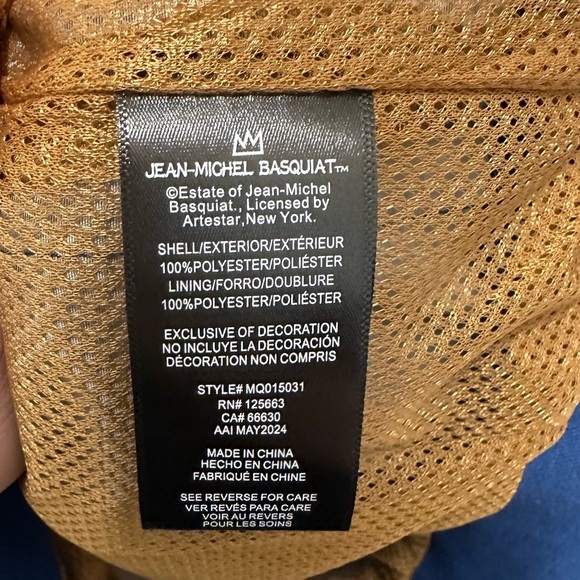 JEAN-MICHEL BASQUIAT™
©Estate of Jean-Michel
Basquiat., Licensed by
Artestar,New York.
SHELL/EXTERIOR/EXTÉRIEUR
100%POLYESTER/POLIÉSTER
LINING/FORRO/DOUBLURE
100%POLYESTER/POLIÉSTER
EXCLUSIVE OF DECORATION
NO INCLUYE LA DECORACIÓN
DÉCORATION NON COMPRIS
STYLE# MQ015031
RN# 125663
CA# 66630
AAI MAY2024
MADE IN CHINA
HECHO EN CHINA
FABRIQUÉ EN CHINE
SEE REVERSE FOR CARE
VER REVÉS PARA CARE
VOIR AU REVERS
POUR LES SOINS